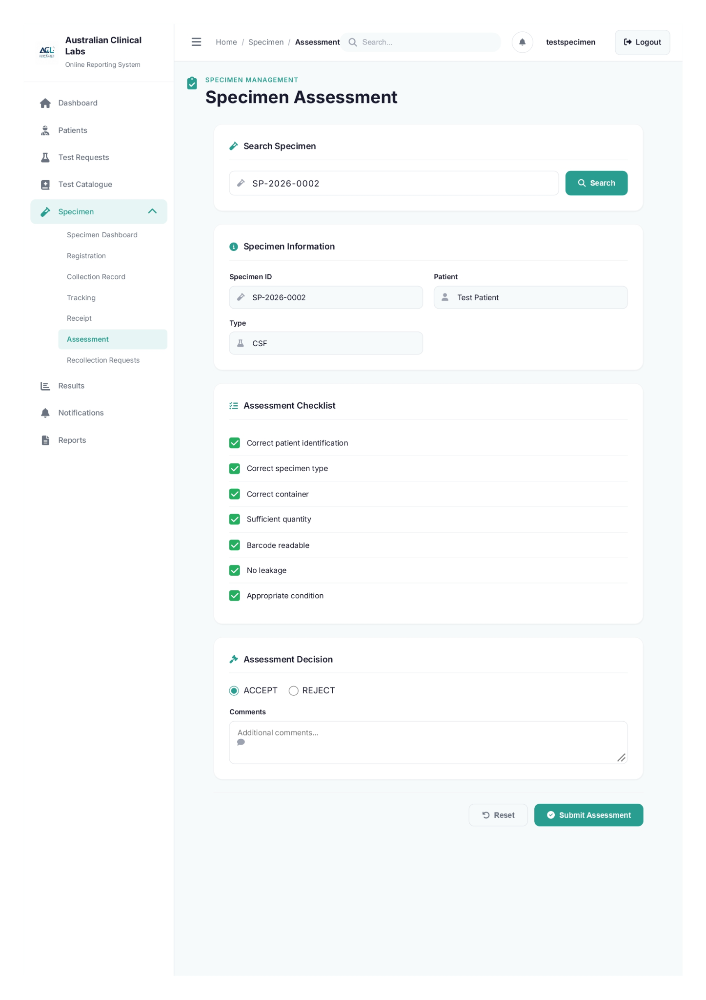 Australian Clinical
Labs
Online Reporting System
ACL
AUSTRALIAN
Home / Specimen / Assessment
Search...
testspecimen
Logout
Dashboard
Patients
Test Requests
Test Catalogue
Specimen
Specimen Dashboard
Registration
Collection Record
Tracking
Receipt
Assessment
Recollection Requests
Results
Notifications
Reports
SPECIMEN MANAGEMENT
Specimen Assessment
Search Specimen
SP-2026-0002
Search
Specimen Information
Specimen ID
SP-2026-0002
Patient
Test Patient
Type
CSF
Assessment Checklist
Correct patient identification
Correct specimen type
Correct container
Sufficient quantity
Barcode readable
No leakage
Appropriate condition
Assessment Decision
ACCEPT
REJECT
Comments
Additional comments...
Reset
Submit Assessment